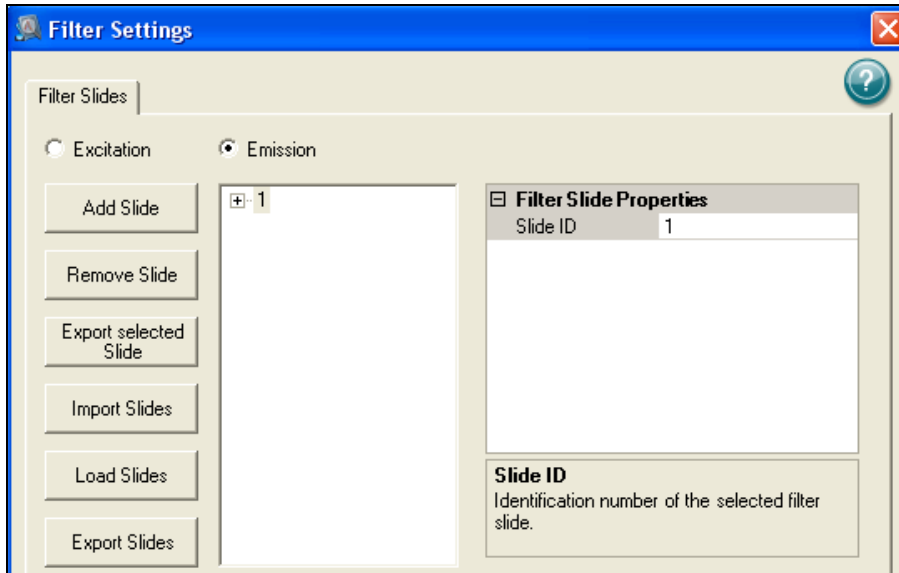 Filter Settings
?
Filter Slides
Excitation
Emission
Add Slide
Remove Slide
Export selected
Slide
Import Slides
Load Slides
Export Slides
1
Filter Slide Properties
Slide ID 1
Slide ID
Identification number of the selected filter
slide.